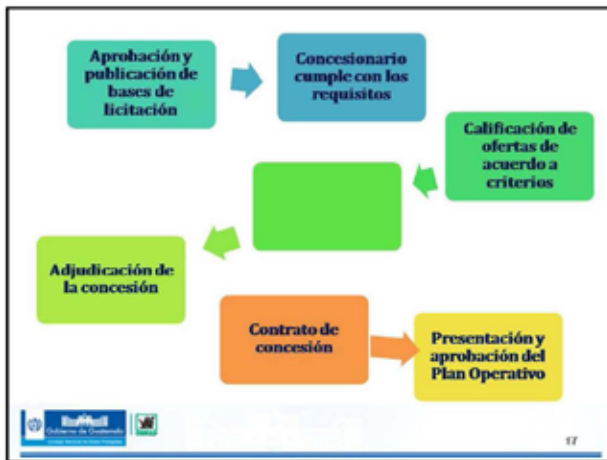 Aprobación y
publicación de
bases de
licitación
Concesionario
cumple con los
requisitos
Calificación de
ofertas de
acuerdo a
criterios
Adjudicación de
la concesión
Contrato de
concesión
Presentación y
aprobación del
Plan Operativo
Gobierno de Guatemala
17